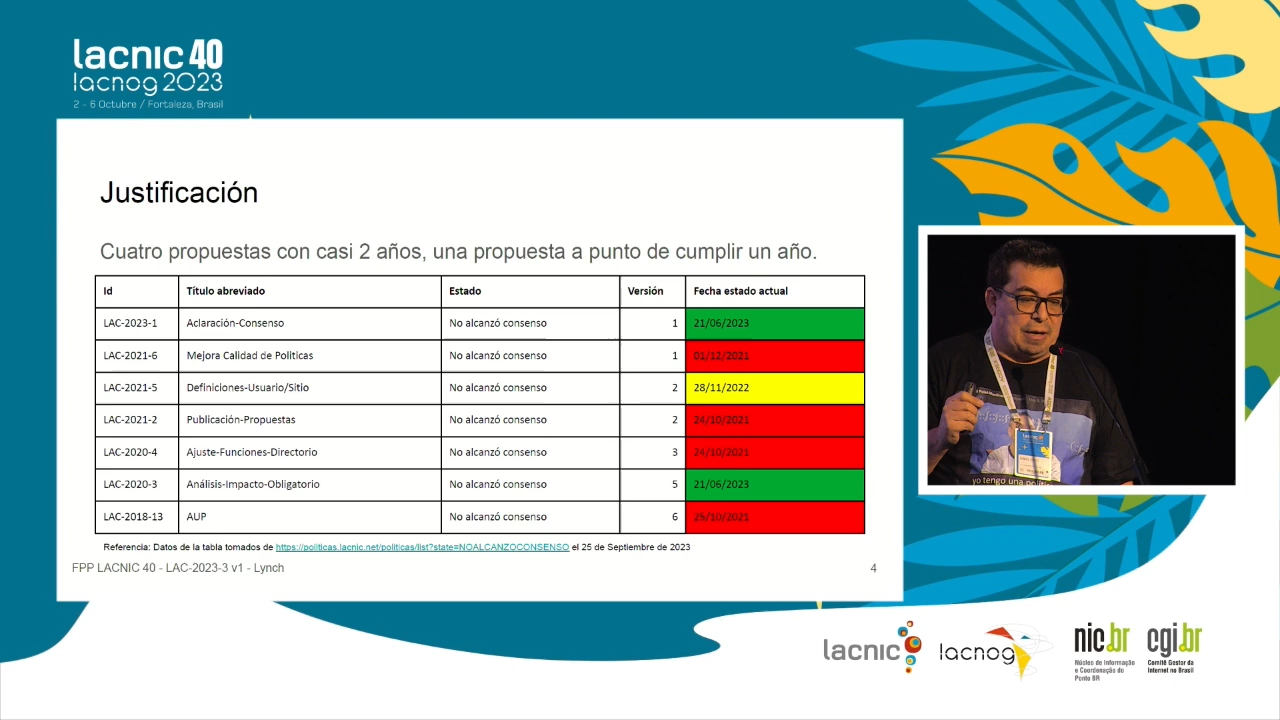 lacnic 40
lacnog 2023
2 - 6 Octubre / Fortaleza, Brasil
Justificación
Cuatro propuestas con casi 2 años, una propuesta a punto de cumplir un año.
Id Título abreviado Estado Versión Fecha estado actual
LAC-2023-1 Aclaración-Consenso No alcanzó consenso 1 21/06/2023
LAC-2021-6 Mejora Calidad de Politicas No alcanzó consenso 1 01/12/2021
LAC-2021-5 Definiciones-Usuario/Sitio No alcanzó consenso 2 28/11/2022
LAC-2021-2 Publicación-Propuestas No alcanzó consenso 2 24/10/2021
LAC-2020-4 Ajuste-Funciones-Directorio No alcanzó consenso 3 24/10/2021
LAC-2020-3 Análisis-Impacto-Obligatorio No alcanzó consenso 5 21/06/2023
LAC-2018-13 AUP No alcanzó consenso 6 25/10/2021
Referencia: Datos de la tabla tomados de https://politicas.lacnic.net/politicas/list?state=NOALCANZOCONSENSO el 25 de Septiembre de 2023
FPP LACNIC 40 - LAC-2023-3 v1 - Lynch 4
lacnic 40
yo tengo una
lacnic
lacnog
nic.br
Núcleo de Informação
e Coordenação do
Ponto BR
cgi.br
Comitê Gestor da
Internet no Brasil